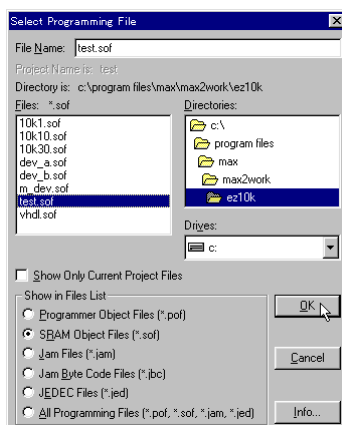 Select Programming File
File Name: test.sof
Project Name is: test
Directory is: c:\program files\max\max2work\ez10k
Files: *.sof
Directories:
10k1.sof
10k10.sof
10k30.sof
dev_a.sof
dev_b.sof
m_dev.sof
test.sof
vhdl.sof
c:\
program files
max
max2work
ez10k
Drives:
c:
Show Only Current Project Files
Show in Files List
Programmer Object Files (*.pof)
SRAM Object Files (*.sof)
Jam Files (*.jam)
Jam Byte Code Files (*.jbc)
JEDEC Files (*.jed)
All Programming Files (*.pof, *.sof, *.jam, *.jed)
OK
Cancel
Info...